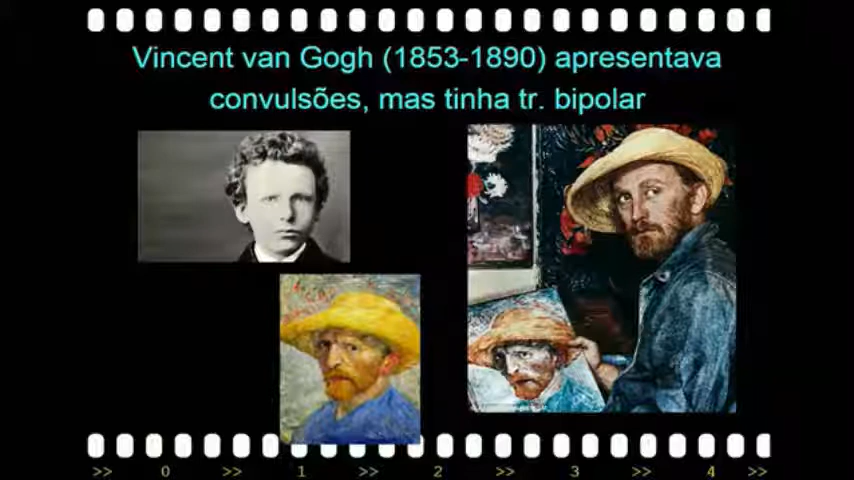 Vincent van Gogh (1853-1890) apresentava
convulsões, mas tinha tr. bipolar
>> 0 >> 1 >> 2 >> 3 >> 4 >>